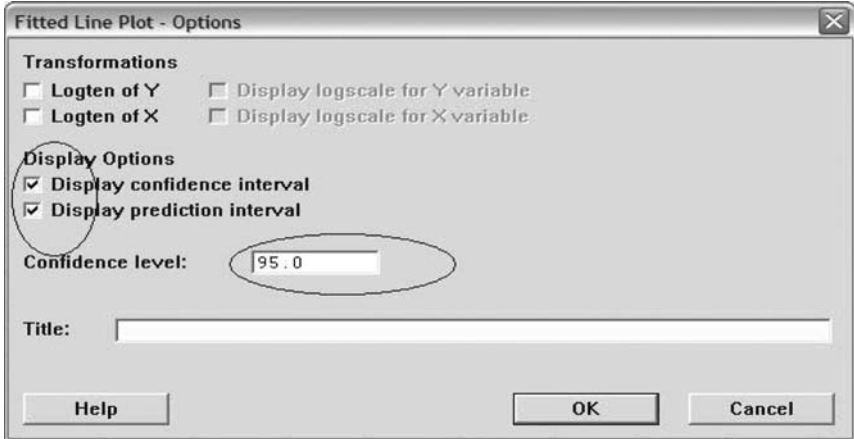 Fitted Line Plot - Options
Transformations
Logten of Y Display logscale for Y variable
Logten of X Display logscale for X variable
Display Options
Display confidence interval
Display prediction interval
Confidence level: 95.0
Title:
Help OK Cancel